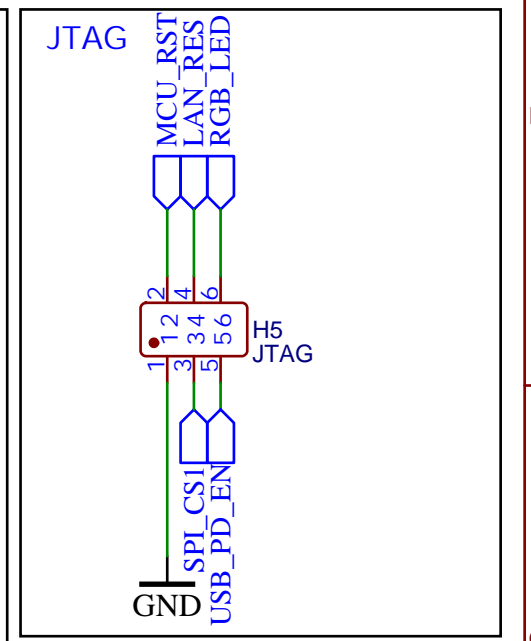 JTAG
MCU_RST
LAN_RES
RGB_LED
2 4 6
1 2
3 4
5 6
H5
JTAG
1 3 5
SPI_CS1
USB_PD_EN
GND